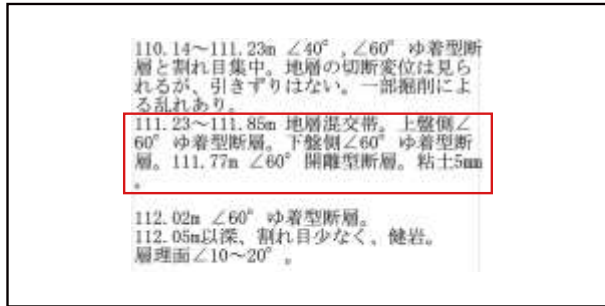 110.14～111.23m ∠40°,∠60° ゆ着型断
層と割れ目集中。地層の切断変位は見ら
れるが、引きずりはない。一部掘削によ
る乱れあり。
111.23～111.85m 地層混交帯。上盤側∠
60° ゆ着型断層。下盤側∠60° ゆ着型断
層。111.77m ∠60° 開離型断層。粘土5mm
。
112.02m ∠60° ゆ着型断層。
112.05m以深、割れ目少なく、健岩。
層理面∠10～20°。